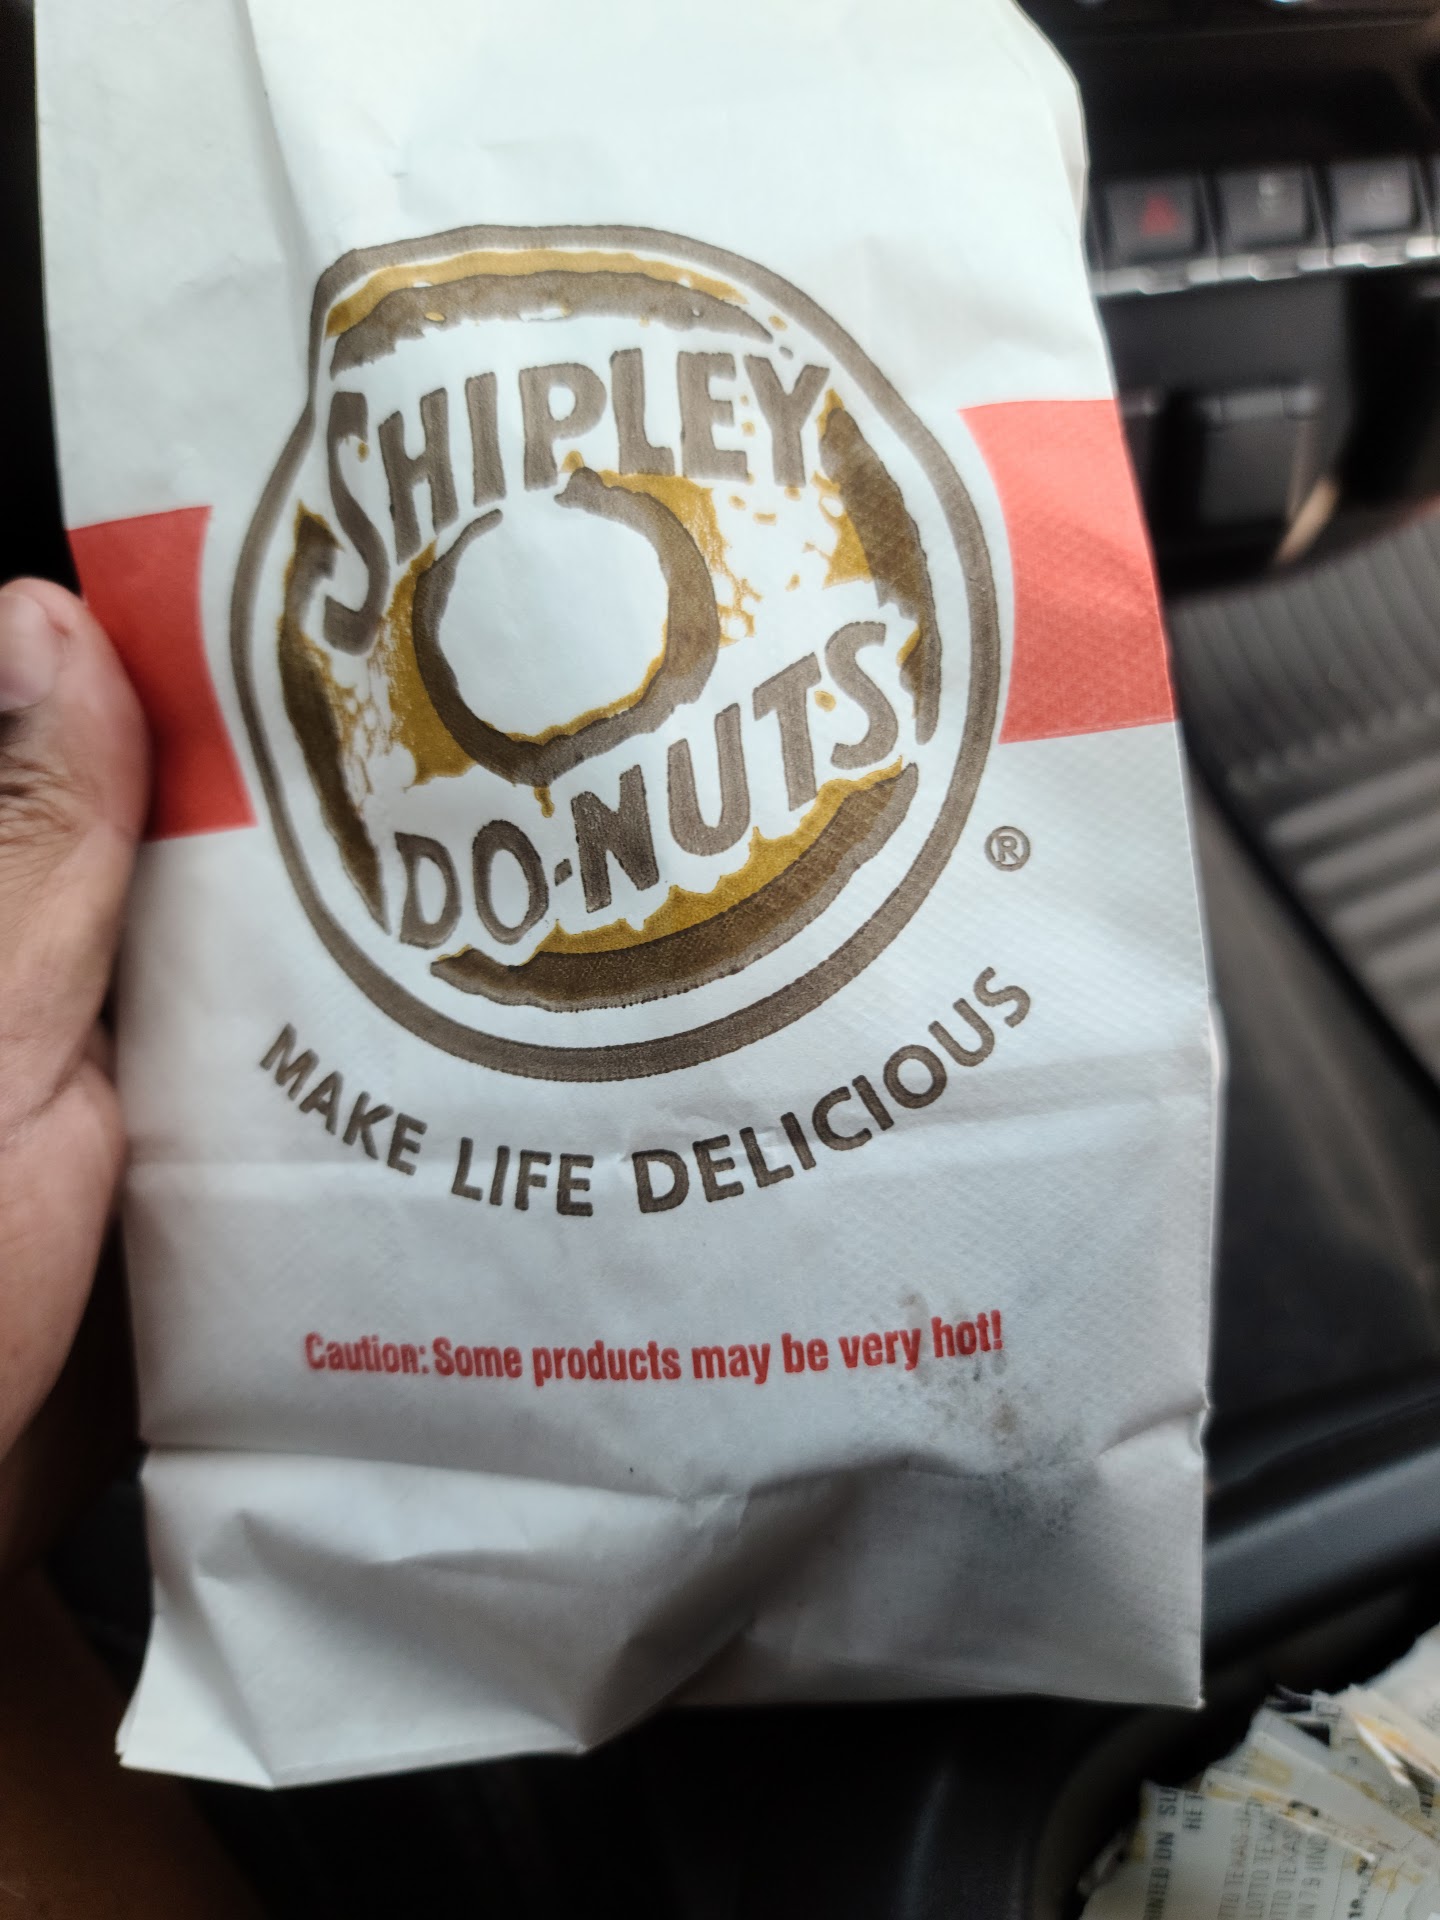 SHIPLEY
DO-NUTS
®
MAKE LIFE DELICIOUS
Caution: Some products may be very hot!